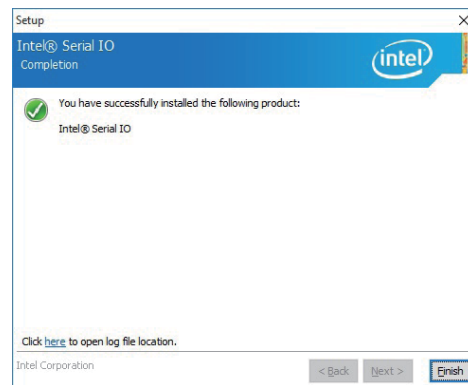 Setup
Intel® Serial IO
Completion
intel
You have successfully installed the following product:
Intel® Serial IO
Click here to open log file location.
Intel Corporation
< Back
Next >
Finish